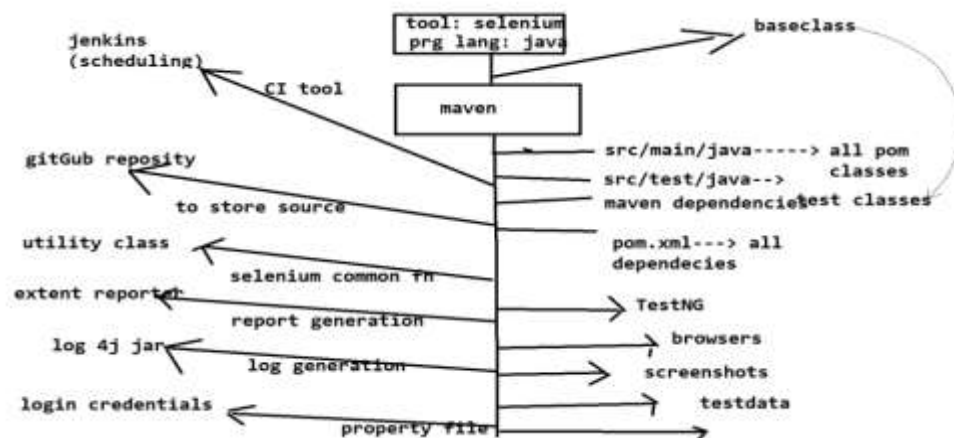 tool: selenium
prg lang: java
baseclass
jenkins
(scheduling)
CI tool
maven
gitGub reposity
to store source
src/main/java-----> all pom
classes
src/test/java-->
test classes
maven dependencies
pom.xml---> all
dependecies
utility class
selenium common fn
extent reporter
report generation
TestNG
log 4j jar
log generation
browsers
screenshots
login credentials
property file
testdata